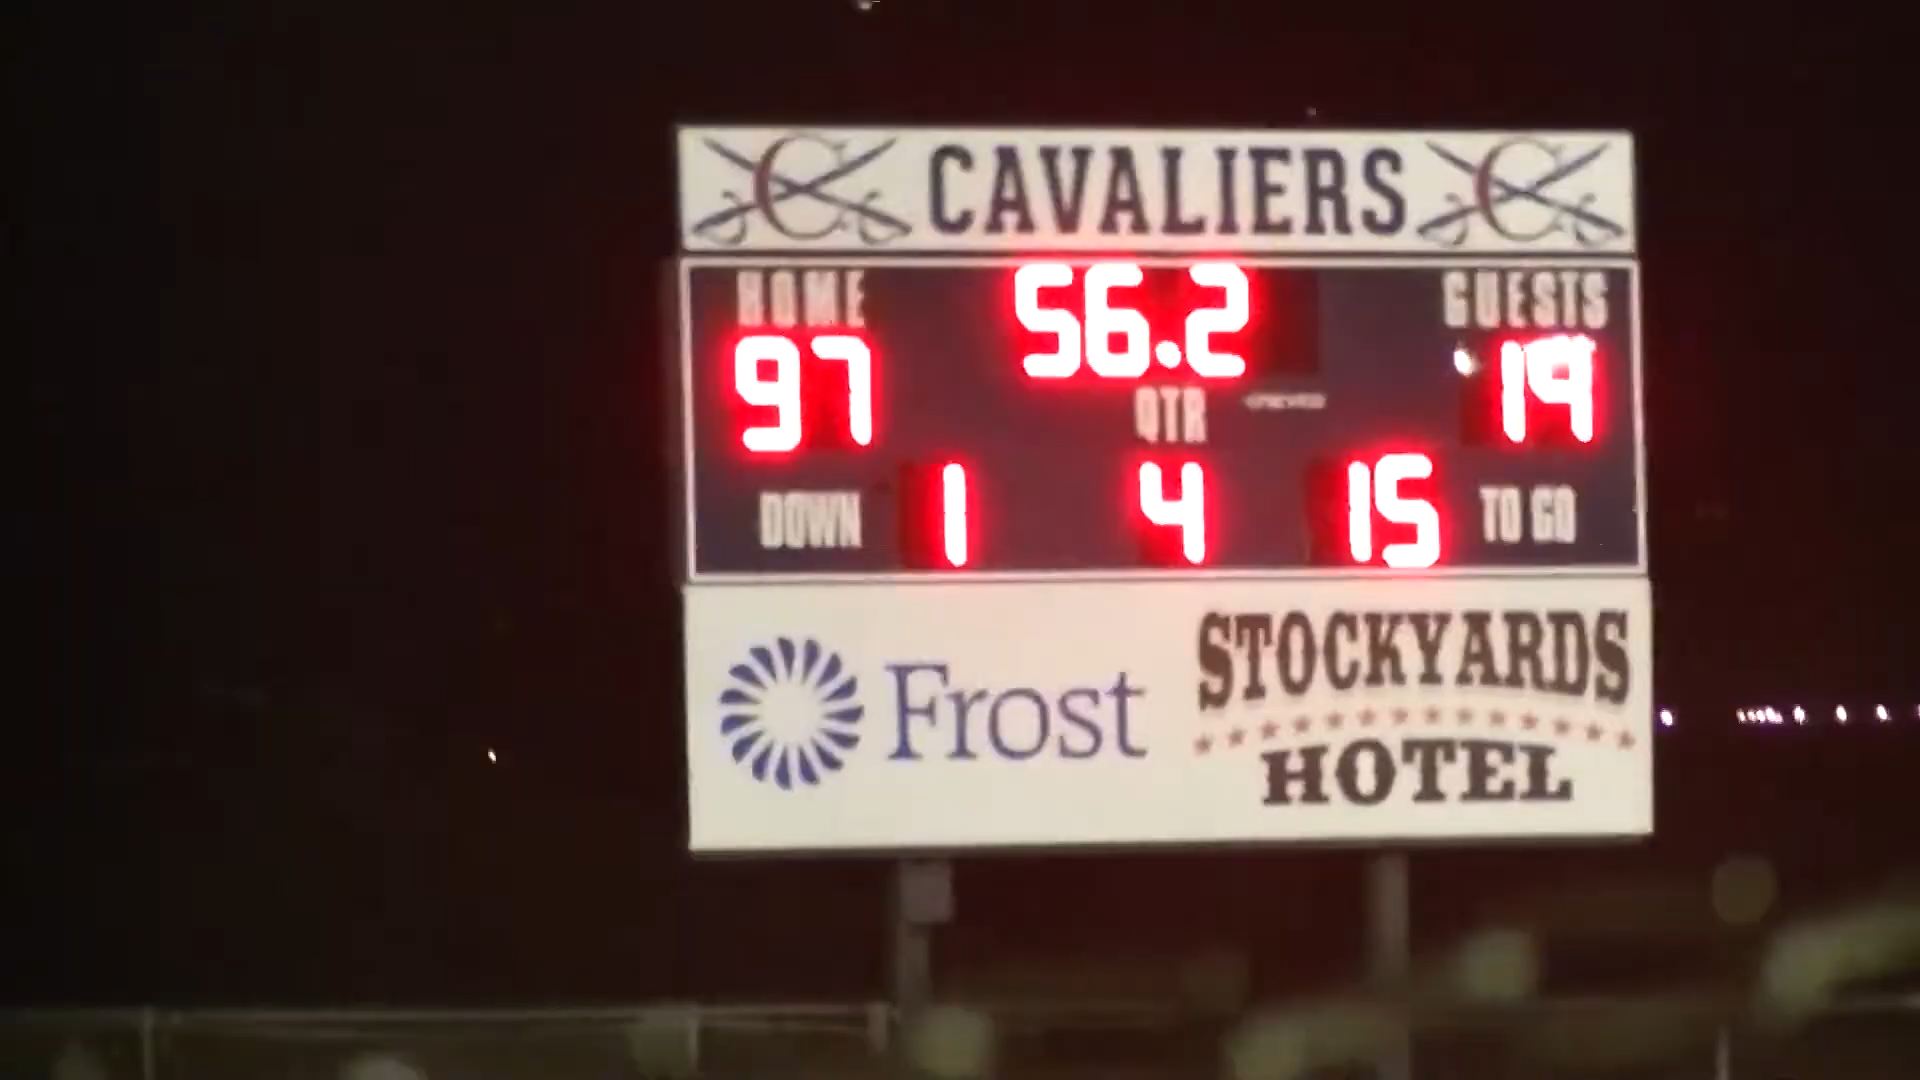 C CAVALIERS C
HOME 56.2 GUESTS
97 19
QTR
DOWN 1 4 15 TO GO
Frost
STOCKYARDS
HOTEL